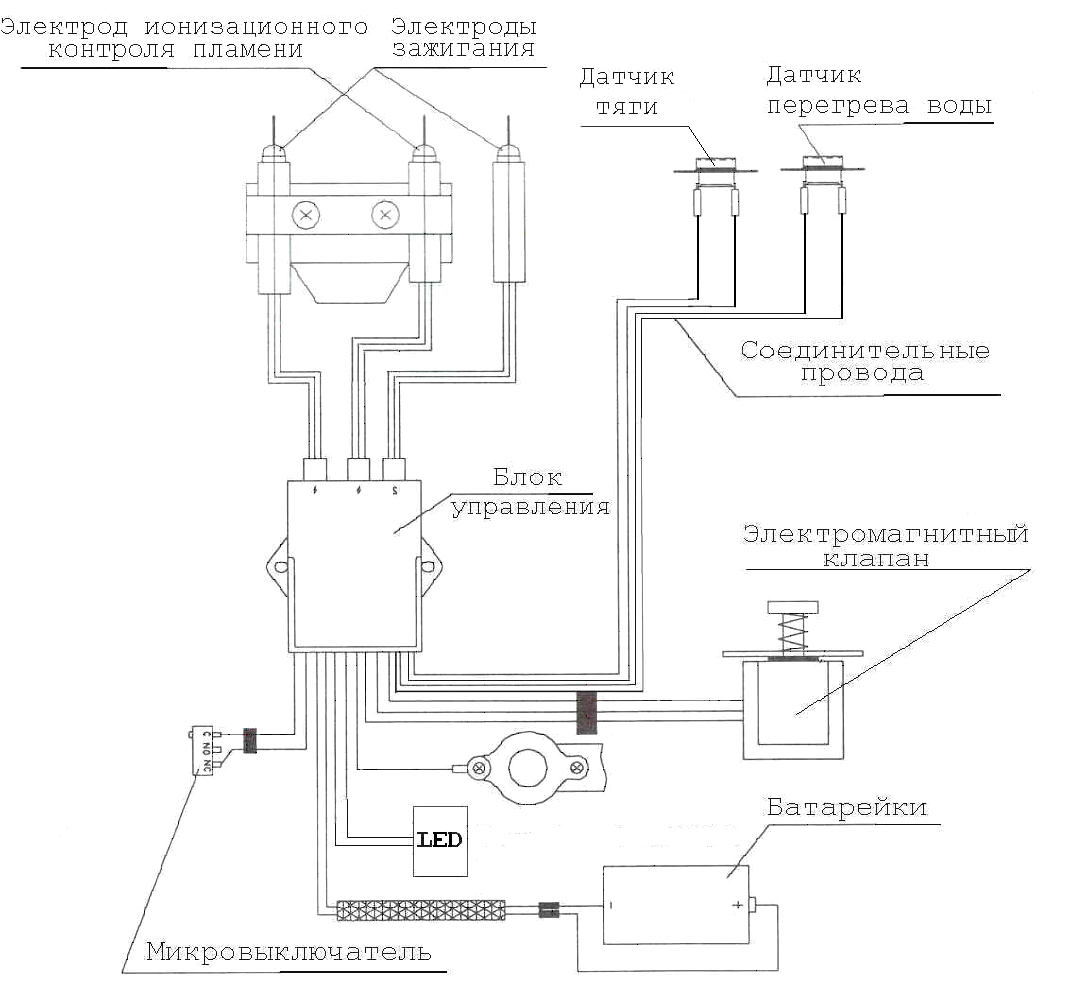 Электрод ионизационного
контроля пламени
Электроды
зажигания
Датчик
тяги
Датчик
перегрева воды
Соединительные
провода
Блок
управления
S
Электромагнитный
клапан
C NO NC
LED
Батарейки
- +
Микровыключатель